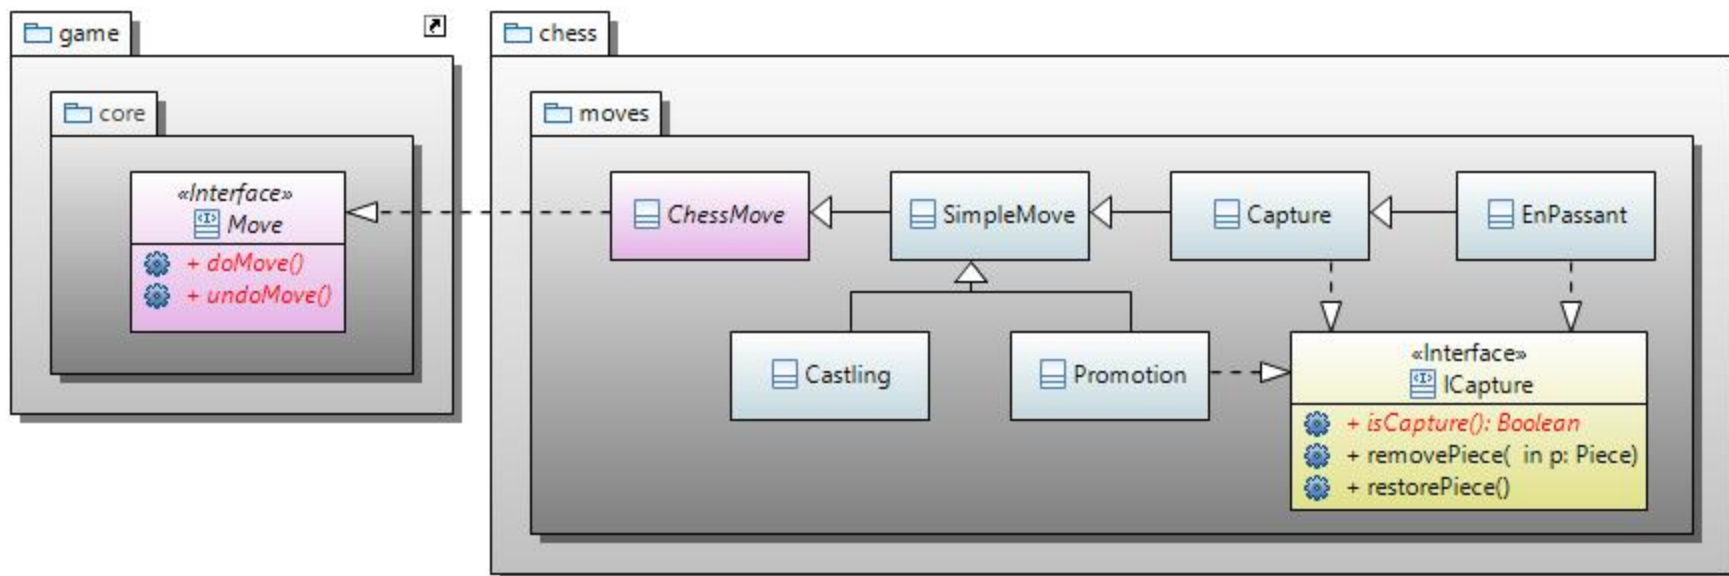 game
core
«Interface»
Move
+ doMove()
+ undoMove()
chess
moves
ChessMove
SimpleMove
Capture
EnPassant
Castling
Promotion
«Interface»
ICapture
+ isCapture(): Boolean
+ removePiece( in p: Piece)
+ restorePiece()